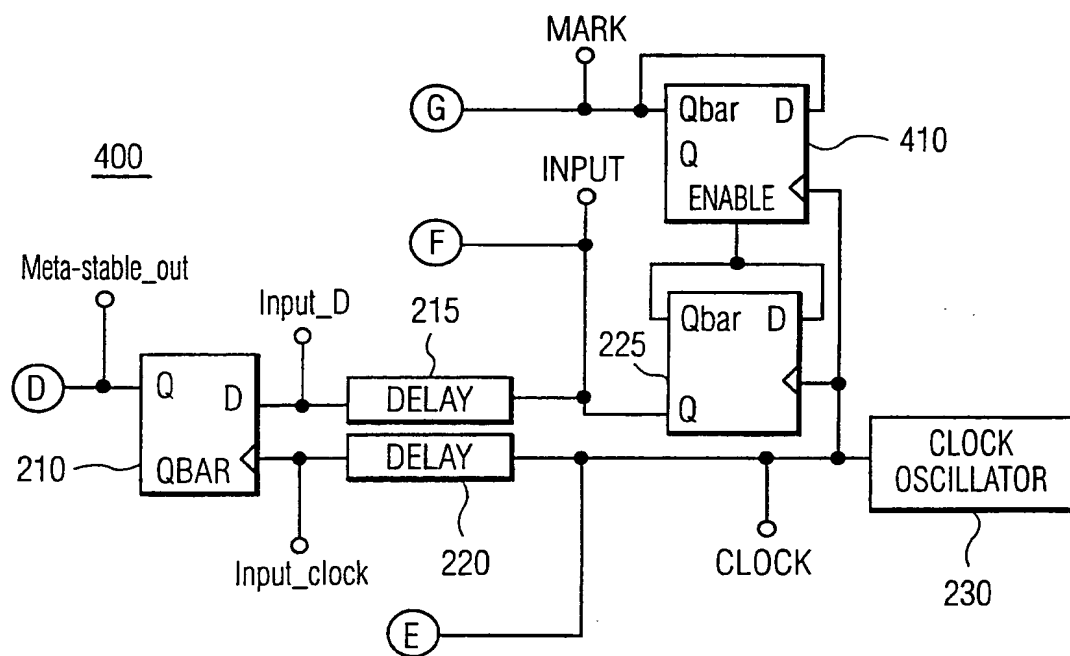 MARK
G
Qbar D
Q
ENABLE
410
400
INPUT
F
Meta-stable_out
Input_D
215
225
Qbar D
Q
D
Q D
QBAR
210
DELAY
DELAY
220
Input_clock
CLOCK
CLOCK
OSCILLATOR
230
E